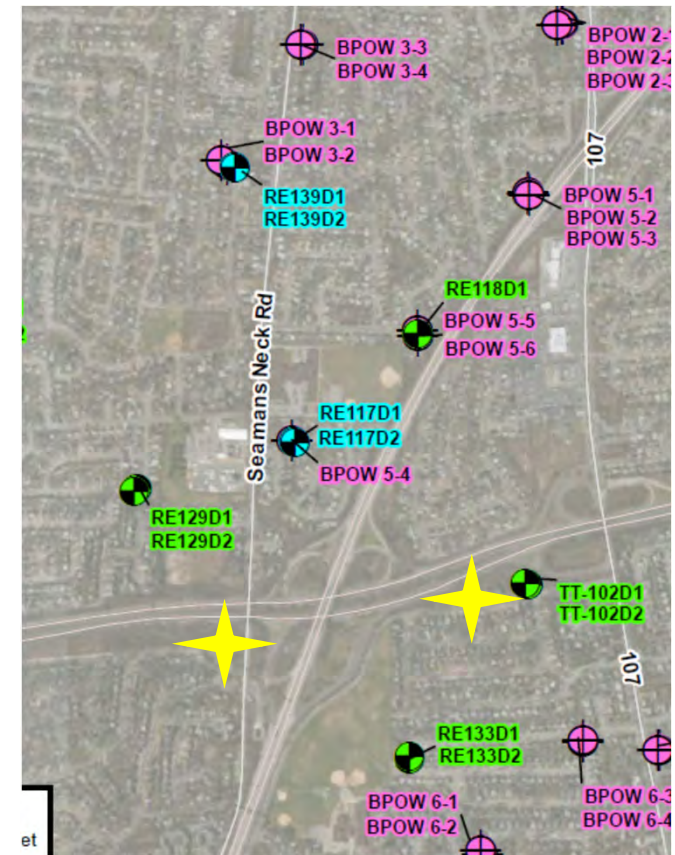 BPOW 3-3
BPOW 3-4
BPOW 2-
BPOW 2-2
BPOW 2-3
107
BPOW 3-1
BPOW 3-2
RE139D1
RE139D2
BPOW 5-1
BPOW 5-2
BPOW 5-3
RE118D1
BPOW 5-5
BPOW 5-6
Seamans Neck Rd
RE117D1
RE117D2
BPOW 5-4
RE129D1
RE129D2
TT-102D1
TT-102D2
107
RE133D1
RE133D2
BPOW 6-1
BPOW 6-2
BPOW 6-3
BPOW 6-4
et